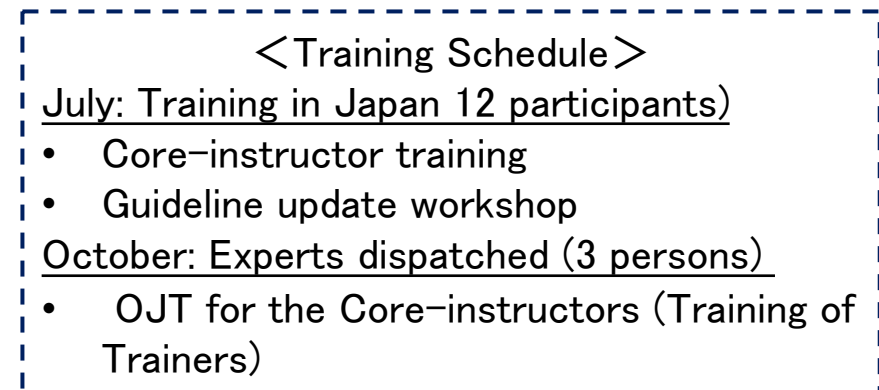 ＜Training Schedule＞
July: Training in Japan 12 participants)
• Core-instructor training
• Guideline update workshop
October: Experts dispatched (3 persons)
• OJT for the Core-instructors (Training of
Trainers)